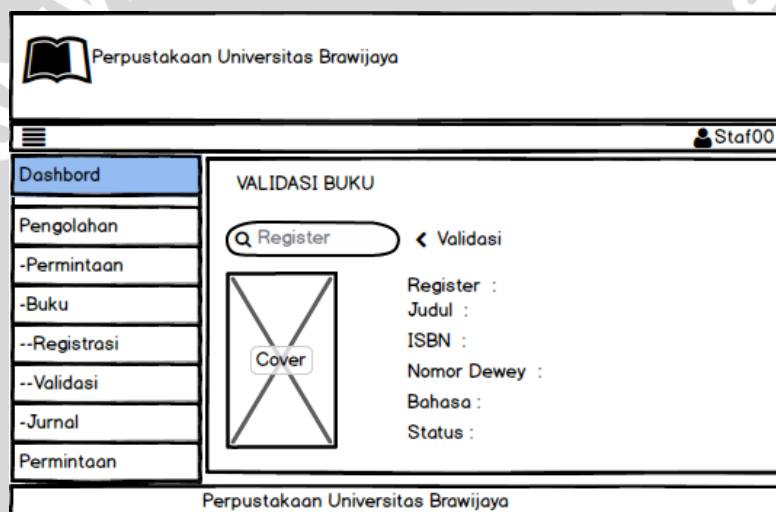 Perpustakaan Universitas Brawijaya
Staf00
Dashbord
Pengolahan
-Permintaan
-Buku
--Registrasi
--Validasi
-Jurnal
Permintaan
VALIDASI BUKU
Register
Validasi
Cover
Register :
Judul :
ISBN :
Nomor Dewey :
Bahasa :
Status :
Perpustakaan Universitas Brawijaya